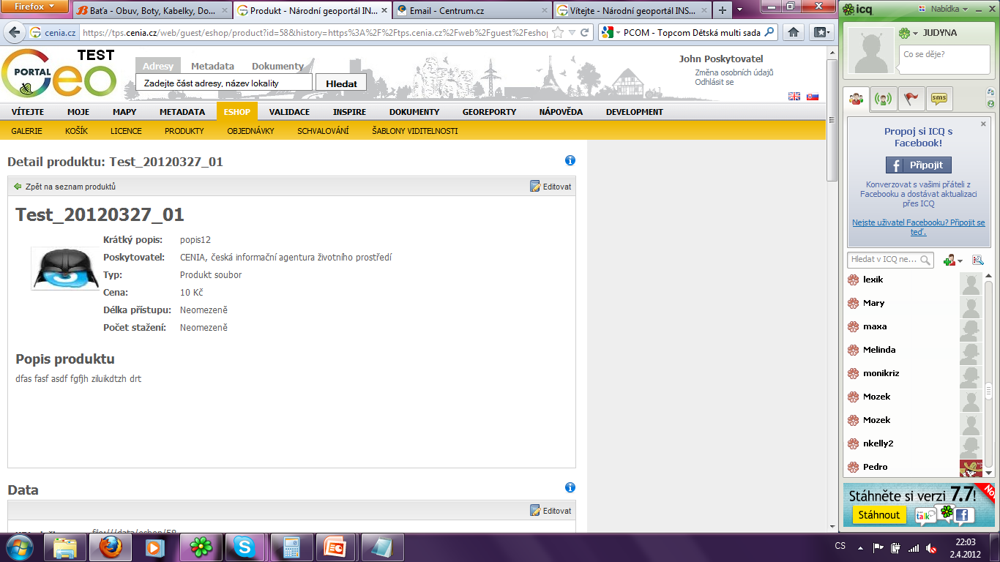 Firefox
Baťa - Obuv, Boty, Kabelky, Do...
Produkt - Národní geoportál IN...
Email - Centrum.cz
Vítejte - Národní geoportál INS...
cenia.cz
https://tps.cenia.cz/web/guest/eshop/product?id=58&history=https%3A%2F%2Ftps.cenia.cz%2Fweb%2Fguest%2Feshop
PCOM - Topcom Dětská multi sada
TEST
PORTAL
Geo
Adresy Metadata Dokumenty
Zadejte část adresy, název lokality
Hledat
John Poskytovatel
Změna osobních údajů
Odhlásit se
VÍTEJTE MOJE MAPY METADATA ESHOP VALIDACE INSPIRE DOKUMENTY GEOREPORTY NÁPOVĚDA DEVELOPMENT
GALERIE KOŠÍK LICENCE PRODUKTY OBJEDNÁVKY SCHVALOVÁNÍ ŠABLONY VIDITELNOSTI
Detail produktu: Test_20120327_01
Zpět na seznam produktů
Editovat
Test_20120327_01
Krátký popis: popis12
Poskytovatel: CENIA, česká informační agentura životního prostředí
Typ: Produkt soubor
Cena: 10 Kč
Délka přístupu: Neomezeně
Počet stažení: Neomezeně
Popis produktu
dfas fasf asdf fgfjh ziluikdtzh drt
Data
Editovat
file:///data/eshop/58
icq
Nabídka
JUDYNA
Co se děje?
sms
Propoj si ICQ s
Facebook!
Připojit
Konverzovat s vašimi přáteli z
Facebooku a dostávat aktualizaci
přes ICQ
Nejste uživatel Facebooku? Připojit se
teď.
Hledat v ICQ ne...
lexik
Mary
maxa
Melinda
monikriz
Mozek
Mozek
nkelly2
Pedro
Stáhněte si verzi 7.7!
Stáhnout
talk
CS
22:03
2.4.2012